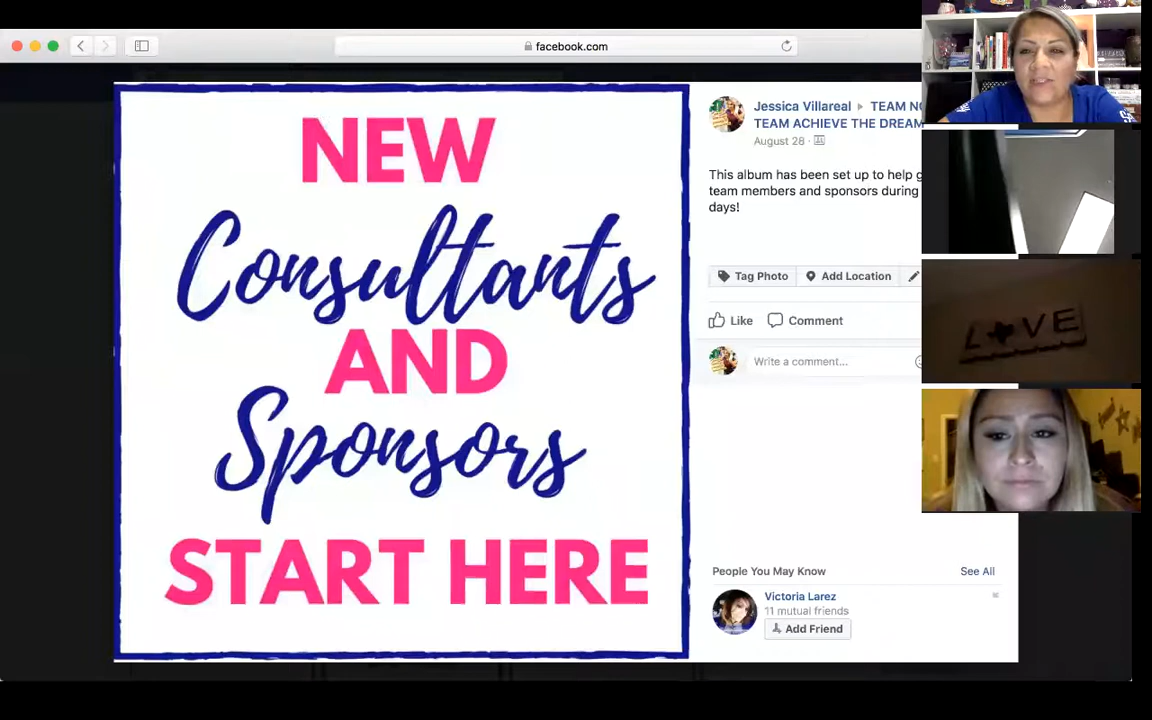 facebook.com
NEW
Consultants
AND
Sponsors
START HERE
Jessica Villareal
TEAM
TEAM ACHIEVE THE DREAM
August 28
This album has been set up to help
team members and sponsors during
days!
Tag Photo
Add Location
Like
Comment
Write a comment...
People You May Know
See All
Victoria Larez
11 mutual friends
Add Friend
LOVE